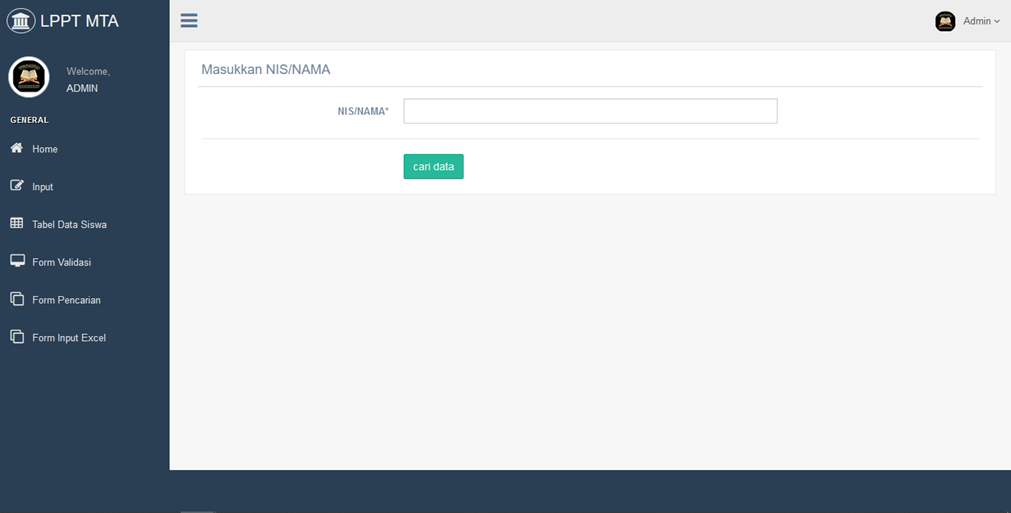 LPPT MTA
Admin
Welcome,
ADMIN
GENERAL
Home
Input
Tabel Data Siswa
Form Validasi
Form Pencarian
Form Input Excel
Masukkan NIS/NAMA
NIS/NAMA*
cari data